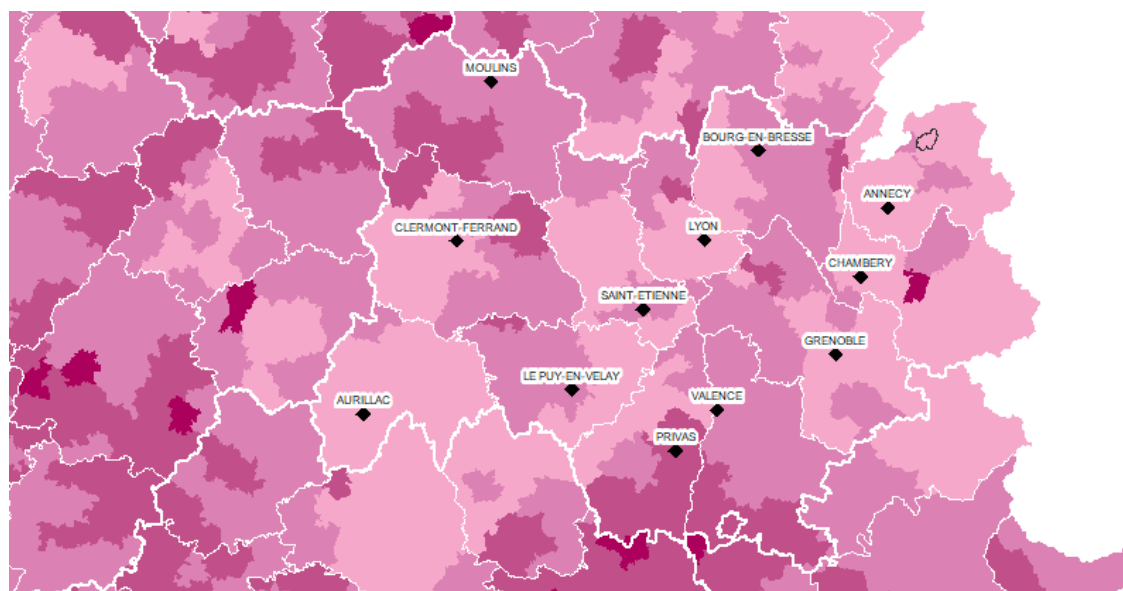 MOULINS
BOURG-EN-BRESSE
ANNECY
CLERMONT-FERRAND
LYON
CHAMBERY
SAINT-ETIENNE
GRENOBLE
LE PUY-EN-VELAY
AURILLAC
VALENCE
PRIVAS